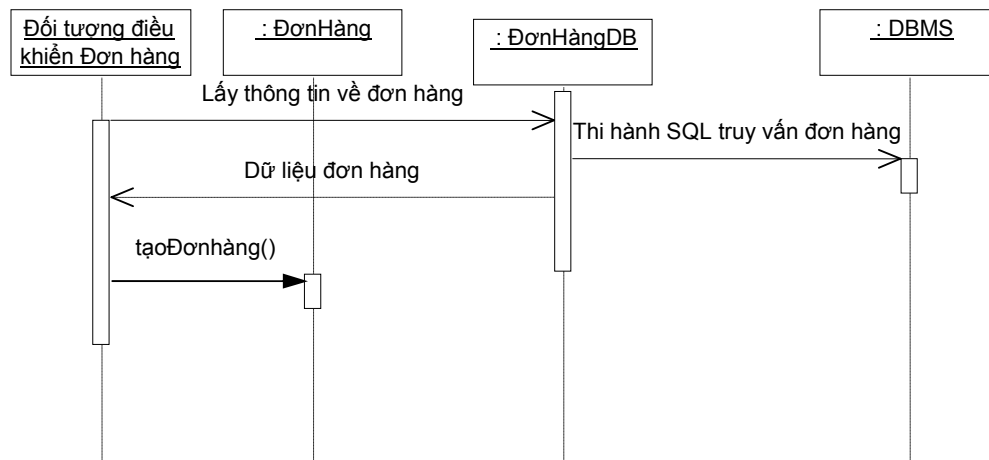 Đối tượng điều
khiển Đơn hàng
: ĐơnHàng
: ĐơnHàngDB
: DBMS
Lấy thông tin về đơn hàng
Thi hành SQL truy vấn đơn hàng
Dữ liệu đơn hàng
tạoĐơnhàng()